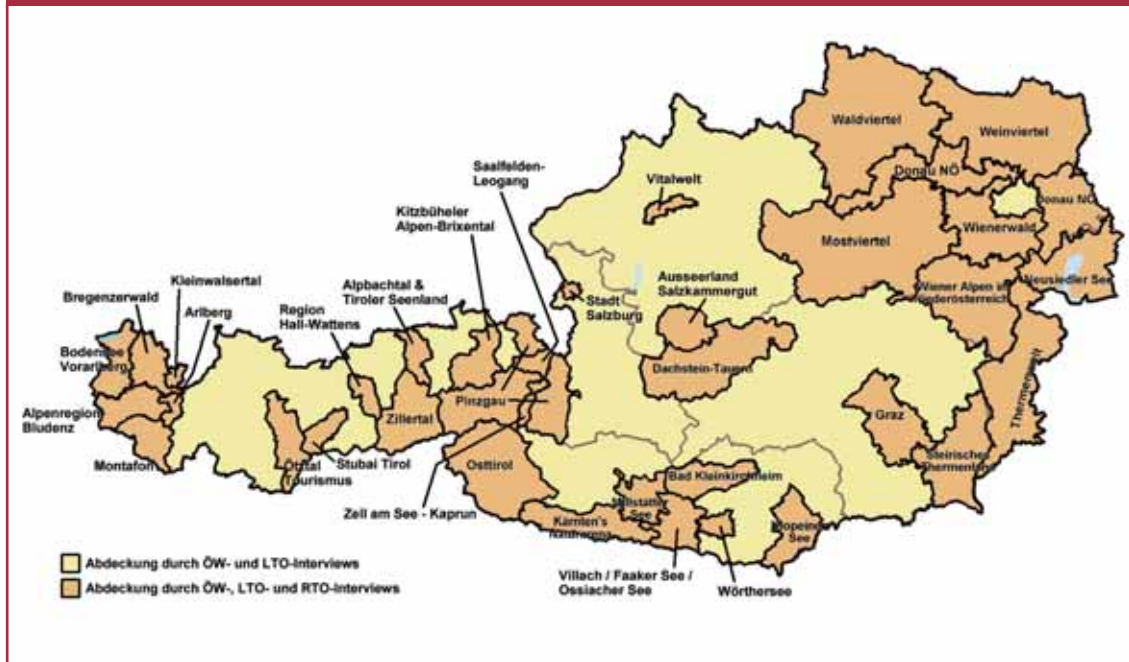 Waldviertel
Weinviertel
Donau NÖ
Saalfelden-
Leogang
Vitalwelt
Donau NÖ
Kitzbüheler
Alpen-Brixental
Wienerwald
Mostviertel
Kleinwalsertal
Alpbachtal &
Tiroler Seenland
Ausseerland
Salzkammergut
Neusiedler See
Wiener Alpen in
Niederösterreich
Bregenzerwald
Arlberg
Region
Hall-Wattens
Stadt
Salzburg
Bodensee
Vorarlberg
Dachstein-Tauern
Thermenwelt
Pinzgau
Alpenregion
Bludenz
Zillertal
Graz
Montafon
Ötztal
Tourismus
Stubai Tirol
Osttirol
Steirisches
Thermenland
Bad Kleinkirchheim
Zell am See - Kaprun
Millstätter
See
Kärnten's
Klopeiner
See
Abdeckung durch ÖW- und LTO-Interviews
Abdeckung durch ÖW-, LTO- und RTO-Interviews
Villach / Faaker See /
Ossiacher See
Wörthersee